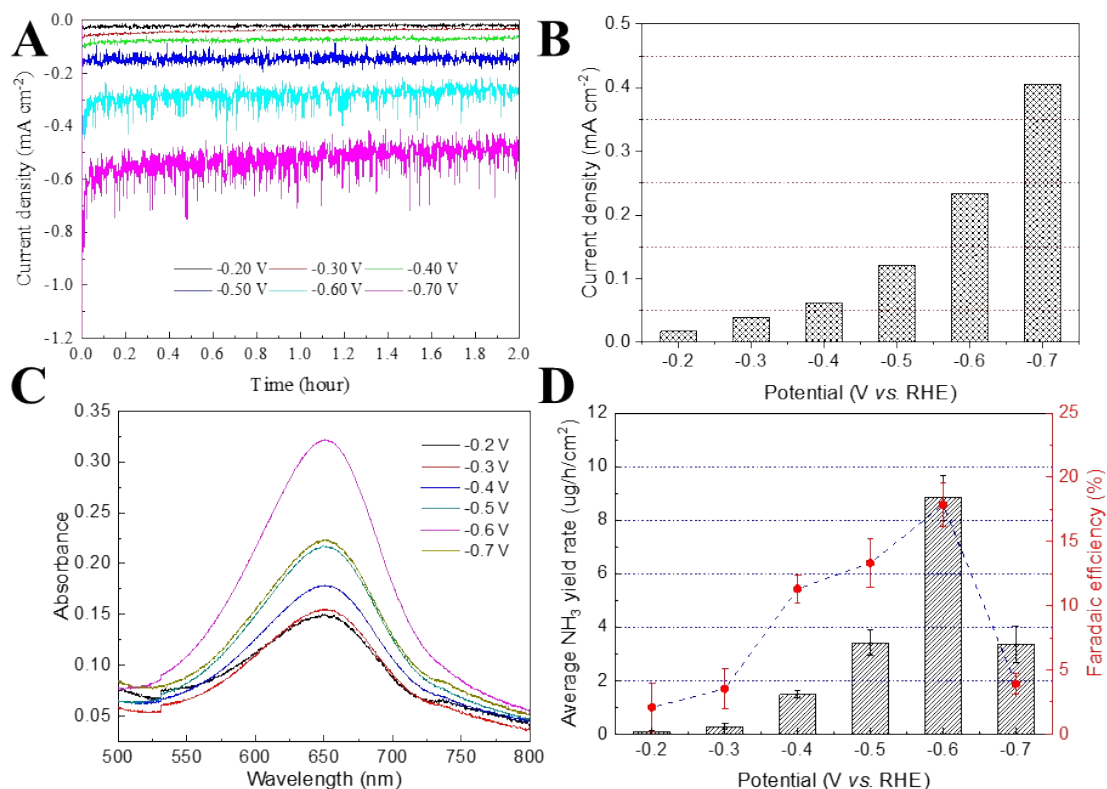 A
0.0
-0.2
-0.4
-0.6
-0.8
-1.0
-1.2
Current density (mA cm-2)
-0.20 V -0.30 V -0.40 V
-0.50 V -0.60 V -0.70 V
0.0 0.2 0.4 0.6 0.8 1.0 1.2 1.4 1.6 1.8 2.0
Time (hour)
B
0.5
0.4
0.3
0.2
0.1
0.0
Current density (mA cm-2)
-0.2 -0.3 -0.4 -0.5 -0.6 -0.7
Potential (V vs. RHE)
C
0.35
0.30
0.25
0.20
0.15
0.10
0.05
Absorbance
-0.2 V
-0.3 V
-0.4 V
-0.5 V
-0.6 V
-0.7 V
500 550 600 650 700 750 800
Wavelength (nm)
D
12
10
8
6
4
2
0
Average NH3 yield rate (ug/h/cm2)
25
20
15
10
5
0
Faradaic efficiency (%)
-0.2 -0.3 -0.4 -0.5 -0.6 -0.7
Potential (V vs. RHE)